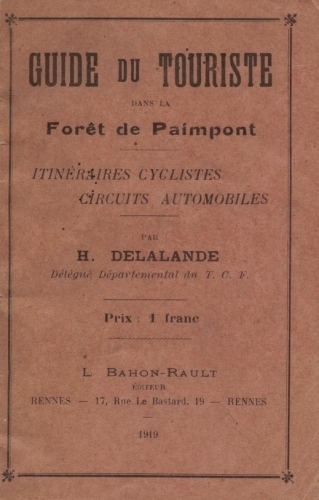 GUIDE DU TOURISTE
DANS LA
Forêt de Paimpont
ITINÉRAIRES CYCLISTES
CIRCUITS AUTOMOBILES
PAR
H. DELALANDE
Délégué Départemental du T. C. F.
Prix : 1 franc
L. BAHON-RAULT
ÉDITEUR
RENNES — 17, Rue Le Bastard, 19 — RENNES
1919